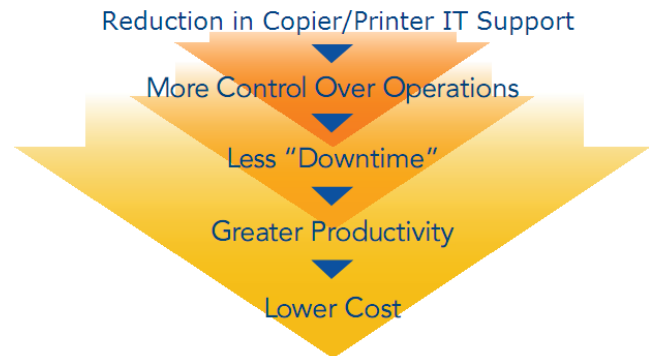 Reduction in Copier/Printer IT Support
More Control Over Operations
Less “Downtime”
Greater Productivity
Lower Cost